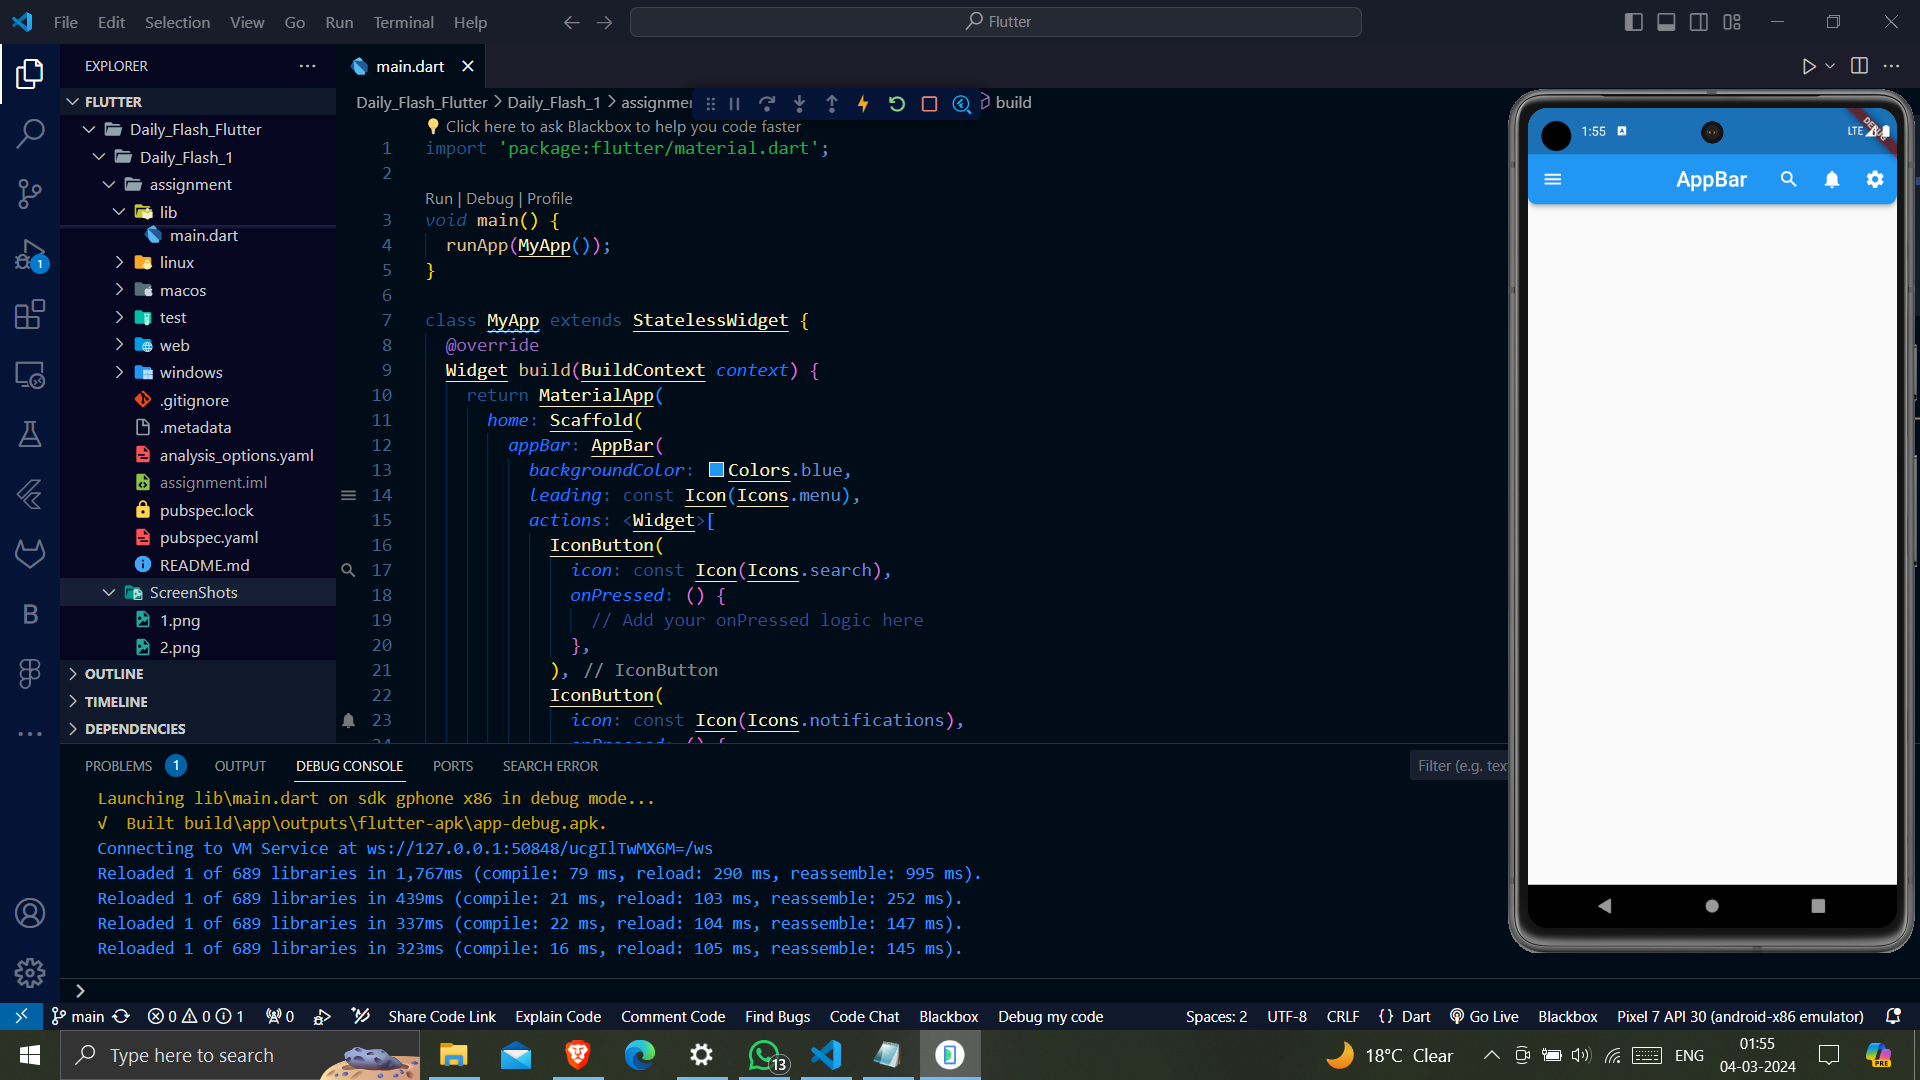 File Edit Selection View Go Run Terminal Help
Flutter
EXPLORER
main.dart
FLUTTER
Daily_Flash_Flutter
Daily_Flash_1
assignment
lib
main.dart
linux
macos
test
web
windows
.gitignore
.metadata
analysis_options.yaml
assignment.iml
pubspec.lock
pubspec.yaml
README.md
ScreenShots
1.png
2.png
OUTLINE
TIMELINE
DEPENDENCIES
1
B
Daily_Flash_Flutter > Daily_Flash_1 > build
Click here to ask Blackbox to help you code faster
1 import 'package:flutter/material.dart';
2
Run | Debug | Profile
3 void main() {
4 runApp(MyApp());
5 }
6
7 class MyApp extends StatelessWidget {
8 @override
9 Widget build(BuildContext context) {
10 return MaterialApp(
11 home: Scaffold(
12 appBar: AppBar(
13 backgroundColor: Colors.blue,
14 leading: const Icon(Icons.menu),
15 actions: <Widget>[
16 IconButton(
17 icon: const Icon(Icons.search),
18 onPressed: () {
19 // Add your onPressed logic here
20 },
21 ), // IconButton
22 IconButton(
23 icon: const Icon(Icons.notifications),
PROBLEMS 1 OUTPUT DEBUG CONSOLE PORTS SEARCH ERROR
Filter (e.g.
Launching lib\main.dart on sdk gphone x86 in debug mode...
√ Built build\app\outputs\flutter-apk\app-debug.apk.
Connecting to VM Service at ws://127.0.0.1:50848/ucgIlTwMX6M=/ws
Reloaded 1 of 689 libraries in 1,767ms (compile: 79 ms, reload: 290 ms, reassemble: 995 ms).
Reloaded 1 of 689 libraries in 439ms (compile: 21 ms, reload: 103 ms, reassemble: 252 ms).
Reloaded 1 of 689 libraries in 337ms (compile: 22 ms, reload: 104 ms, reassemble: 147 ms).
Reloaded 1 of 689 libraries in 323ms (compile: 16 ms, reload: 105 ms, reassemble: 145 ms).
1:55 A LTE
DEBUG
AppBar
main 0 0 1 0 Share Code Link Explain Code Comment Code Find Bugs Code Chat Blackbox Debug my code Spaces: 2 UTF-8 CRLF {} Dart Go Live Blackbox Pixel 7 API 30 (android-x86 emulator)
Type here to search
13
18°C Clear
ENG
01:55
04-03-2024
PRE